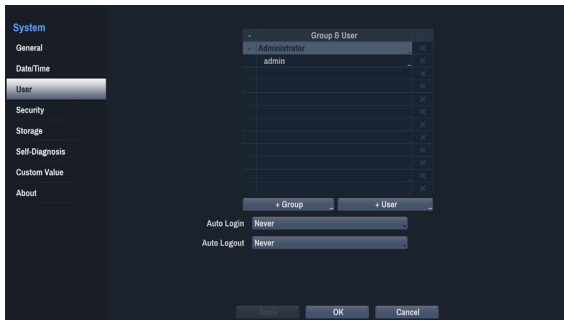 System
General
Date/Time
User
Security
Storage
Self-Diagnosis
Custom Value
About
- Group & User
- Administrator
admin
+ Group
+ User
Auto Login Never
Auto Logout Never
Apply OK Cancel